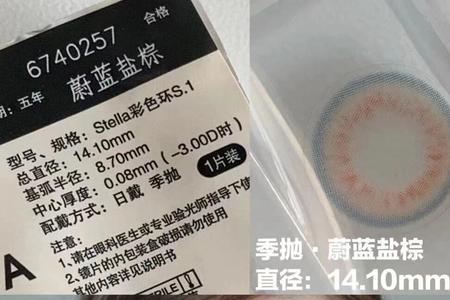 6740257
合格
蔚蓝盐棕
明：五年
型号、规格：Stella彩色环S.1
总直径：14.10mm
基弧半径：8.70mm
中心厚度：0.08mm（-3.00D时）
配戴方式：日戴 季抛
1片装
注意：
1. 请在眼科医生或专业验光师指导下使
2. 镜片的内包装盒破损请勿使用
其他内容详见说明书
A
季抛·蔚蓝盐棕
直径：14.10mm